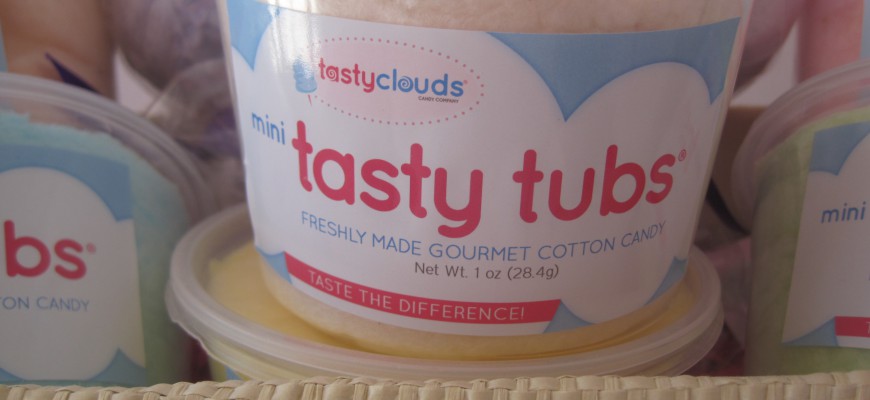 tastyclouds®
CANDY COMPANY
mini
tasty tubs®
FRESHLY MADE GOURMET COTTON CANDY
Net Wt. 1 oz (28.4g)
TASTE THE DIFFERENCE!
bs®
TON CANDY
mini